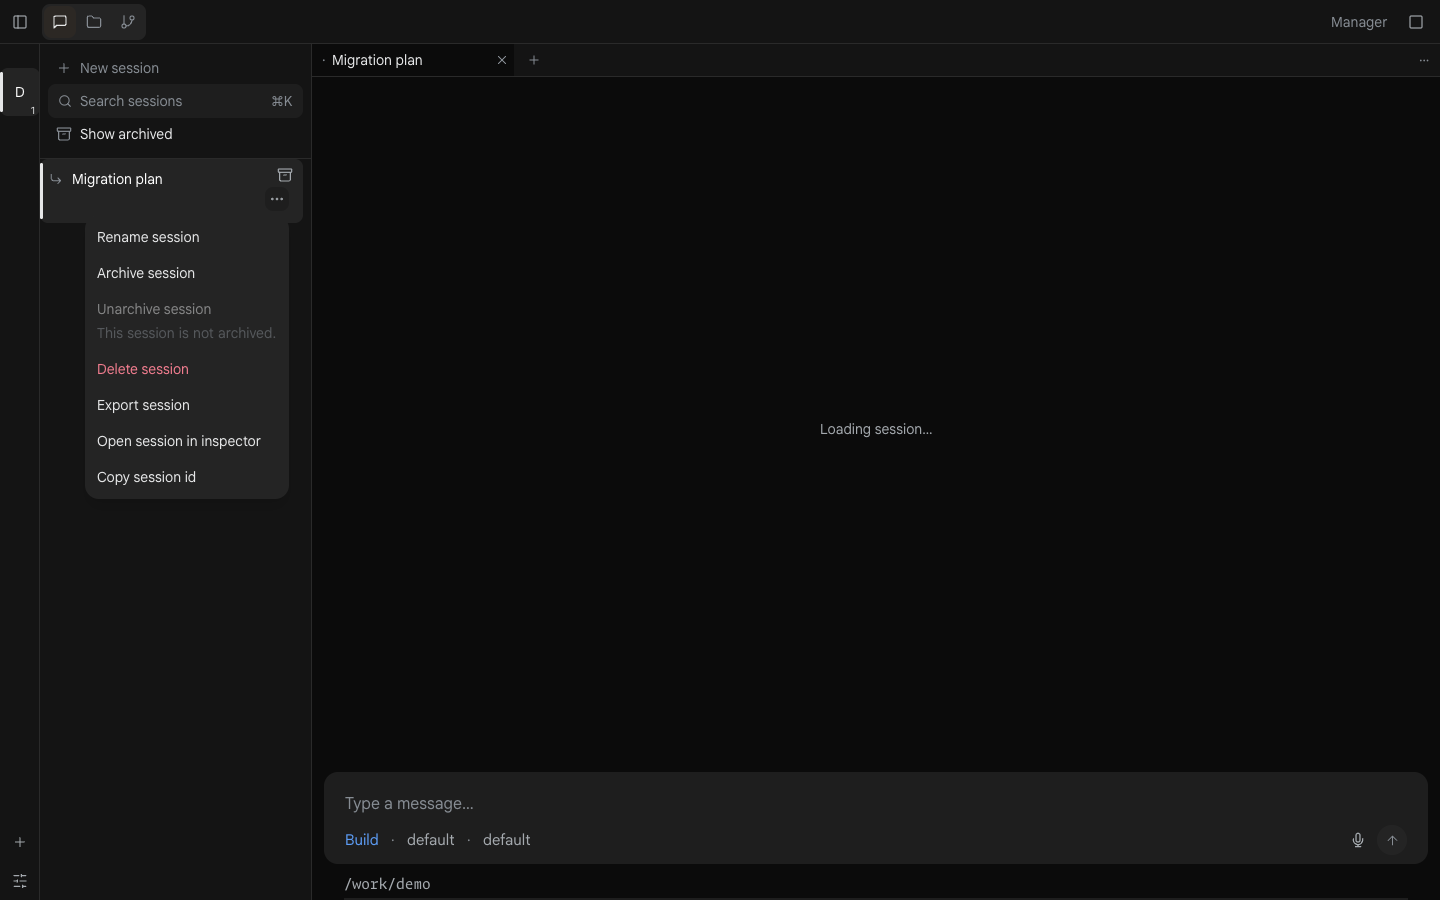 Manager
D
1
New session
Search sessions ⌘K
Show archived
Migration plan
Rename session
Archive session
Unarchive session
This session is not archived.
Delete session
Export session
Open session in inspector
Copy session id
· Migration plan
Loading session...
Type a message...
Build · default · default
/work/demo